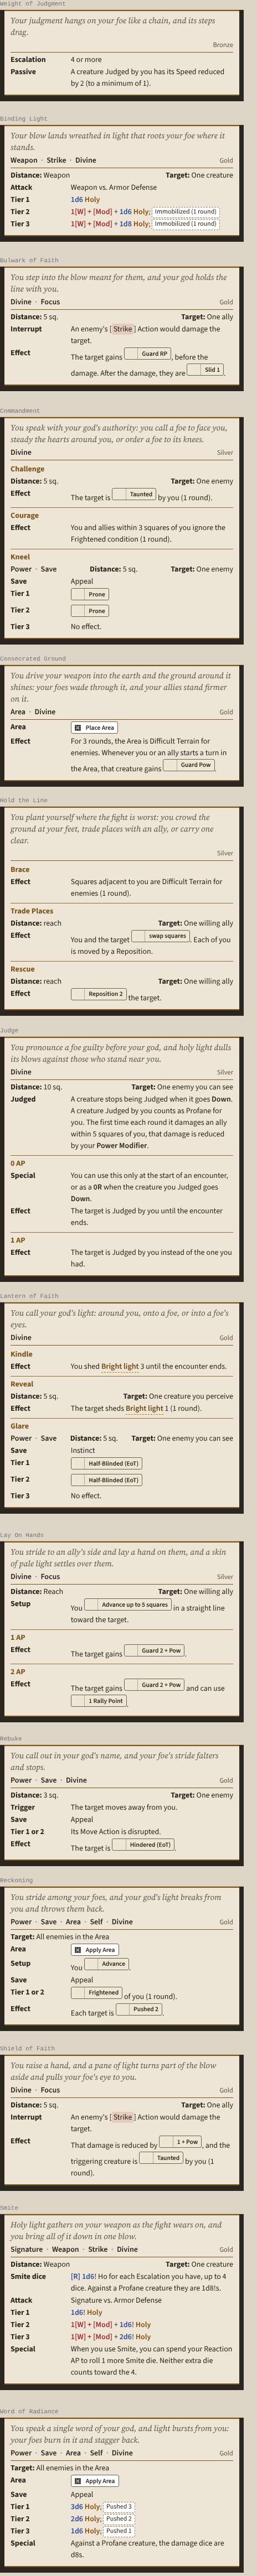 Weight of Judgment
Your judgment hangs on your foe like a chain, and its steps
drag.
Bronze
Escalation 4 or more
Passive A creature Judged by you has its Speed reduced
by 2 (to a minimum of 1).
Binding Light
Your blow lands wreathed in light that roots your foe where it
stands.
Weapon · Strike · Divine Gold
Distance: Weapon Target: One creature
Attack Weapon vs. Armor Defense
Tier 1 1d6 Holy
Tier 2 1[W] + [Mod] + 1d6 Holy; Immobilized (1 round)
Tier 3 1[W] + [Mod] + 1d8 Holy; Immobilized (1 round)
Bulwark of Faith
You step into the blow meant for them, and your god holds the
line with you.
Divine · Focus Gold
Distance: 5 sq. Target: One ally
Interrupt An enemy's [Strike] Action would damage the
target.
Effect The target gains Guard RP, before the
damage. After the damage, they are Slid 1.
Commandment
You speak with your god's authority: you call a foe to face you,
steady the hearts around you, or order a foe to its knees.
Divine Silver
Challenge
Distance: 5 sq. Target: One enemy
Effect The target is Taunted by you (1 round).
Courage
Effect You and allies within 3 squares of you ignore the
Frightened condition (1 round).
Kneel
Power · Save Distance: 5 sq. Target: One enemy
Save Appeal
Tier 1 Prone
Tier 2 Prone
Tier 3 No effect.
Consecrated Ground
You drive your weapon into the earth and the ground around it
shines: your foes wade through it, and your allies stand firmer
on it.
Area · Divine Gold
Area Place Area
Effect For 3 rounds, the Area is Difficult Terrain for
enemies. Whenever you or an ally starts a turn in
the Area, that creature gains Guard Pow.
Hold the Line
You plant yourself where the fight is worst: you crowd the
ground at your feet, trade places with an ally, or carry one
clear.
Silver
Brace
Effect Squares adjacent to you are Difficult Terrain for
enemies (1 round).
Trade Places
Distance: reach Target: One willing ally
Effect You and the target swap squares. Each of you
is moved by a Reposition.
Rescue
Distance: reach Target: One willing ally
Effect Reposition 2 the target.
Judge
You pronounce a foe guilty before your god, and holy light dulls
its blows against those who stand near you.
Divine Silver
Distance: 10 sq. Target: One enemy you can see
Judged A creature stops being Judged when it goes Down.
A creature Judged by you counts as Profane for
you. The first time each round it damages an ally
within 5 squares of you, that damage is reduced
by your Power Modifier.
0 AP
Special You can use this only at the start of an encounter,
or as a 0R when the creature you Judged goes
Down.
Effect The target is Judged by you until the encounter
ends.
1 AP
Effect The target is Judged by you instead of the one you
had.
Lantern of Faith
You call your god's light: around you, onto a foe, or into a foe's
eyes.
Divine Gold
Kindle
Effect You shed Bright light 3 until the encounter ends.
Reveal
Distance: 5 sq. Target: One creature you perceive
Effect The target sheds Bright light 1 (1 round).
Glare
Power · Save Distance: 5 sq. Target: One enemy you can see
Save Instinct
Tier 1 Half-Blinded (EoT)
Tier 2 Half-Blinded (EoT)
Tier 3 No effect.
Lay On Hands
You stride to an ally's side and lay a hand on them, and a skin
of pale light settles over them.
Divine · Focus Silver
Distance: Reach Target: One willing ally
Setup You Advance up to 5 squares in a straight line
toward the target.
1 AP
Effect The target gains Guard 2 + Pow.
2 AP
Effect The target gains Guard 2 + Pow and can use
1 Rally Point.
Rebuke
You call out in your god's name, and your foe's stride falters
and stops.
Power · Save · Divine Gold
Distance: 3 sq. Target: One enemy
Trigger The target moves away from you.
Save Appeal
Tier 1 or 2 Its Move Action is disrupted.
Effect The target is Hindered (EoT).
Reckoning
You stride among your foes, and your god's light breaks from
you and throws them back.
Power · Save · Area · Self · Divine Gold
Target: All enemies in the Area
Area Apply Area
Setup You Advance.
Save Appeal
Tier 1 or 2 Frightened of you (1 round).
Effect Each target is Pushed 2.
Shield of Faith
You raise a hand, and a pane of light turns part of the blow
aside and pulls your foe's eye to you.
Divine · Focus Gold
Distance: 5 sq. Target: One ally
Interrupt An enemy's [Strike] Action would damage the
target.
Effect That damage is reduced by 1 + Pow, and the
triggering creature is Taunted by you (1
round).
Smite
Holy light gathers on your weapon as the fight wears on, and
you bring all of it down in one blow.
Signature · Weapon · Strike · Divine Gold
Distance: Weapon Target: One creature
Smite dice [R] 1d6! Ho for each Escalation you have, up to 4
dice. Against a Profane creature they are 1d8!s.
Attack Signature vs. Armor Defense
Tier 1 1d6! Holy
Tier 2 1[W] + [Mod] + 1d6! Holy
Tier 3 1[W] + [Mod] + 2d6! Holy
Special When you use Smite, you can spend your Reaction
AP to roll 1 more Smite die. Neither extra die
counts toward the 4.
Word of Radiance
You speak a single word of your god, and light bursts from you:
your foes burn in it and stagger back.
Power · Save · Area · Self · Divine Gold
Target: All enemies in the Area
Area Apply Area
Save Appeal
Tier 1 3d6 Holy; Pushed 3
Tier 2 2d6 Holy; Pushed 2
Tier 3 1d6 Holy; Pushed 1
Special Against a Profane creature, the damage dice are
d8s.